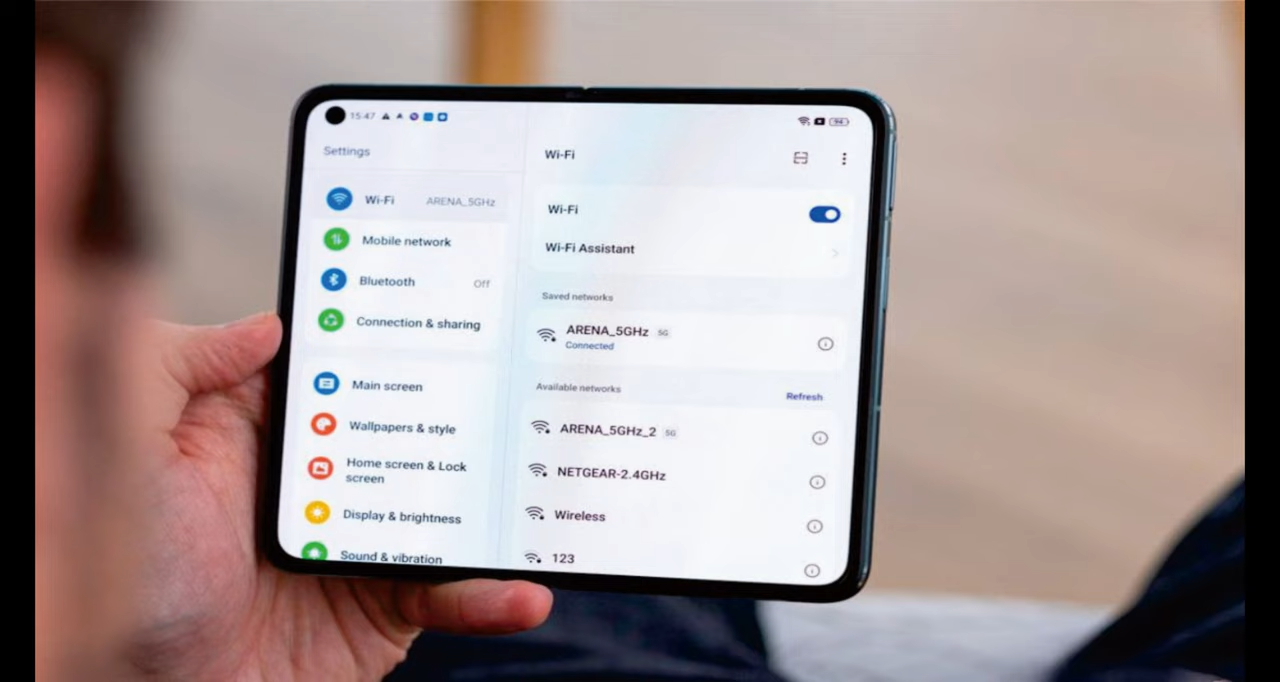 15:47
Settings
Wi-Fi ARENA_5GHz
Mobile network
Bluetooth Off
Connection & sharing
Main screen
Wallpapers & style
Home screen & Lock
screen
Display & brightness
Sound & vibration
Wi-Fi
Wi-Fi
Wi-Fi Assistant
Saved networks
ARENA_5GHz 5G
Connected
Available networks
Refresh
ARENA_5GHz_2 5G
NETGEAR-2.4GHz
Wireless
123